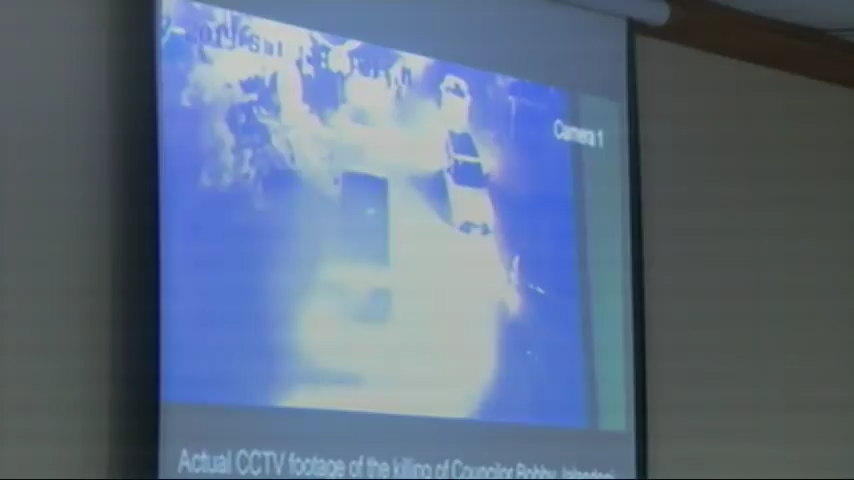 Camera 1
Actual CCTV footage of the killing of Councilor Bobby